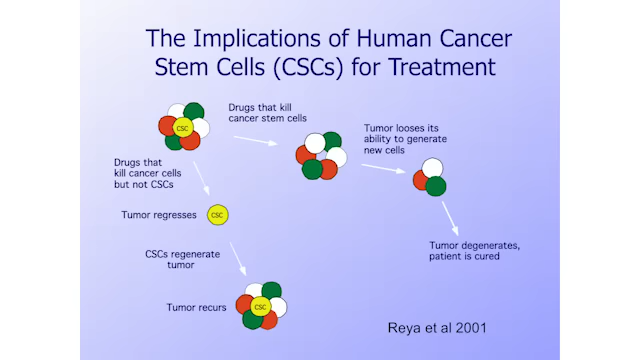 The Implications of Human Cancer
Stem Cells (CSCs) for Treatment
CSC
Drugs that kill
cancer stem cells
Tumor looses its
ability to generate
new cells
Drugs that
kill cancer cells
but not CSCs
Tumor regresses
CSC
Tumor degenerates,
patient is cured
CSCs regenerate
tumor
Tumor recurs
CSC
Reya et al 2001